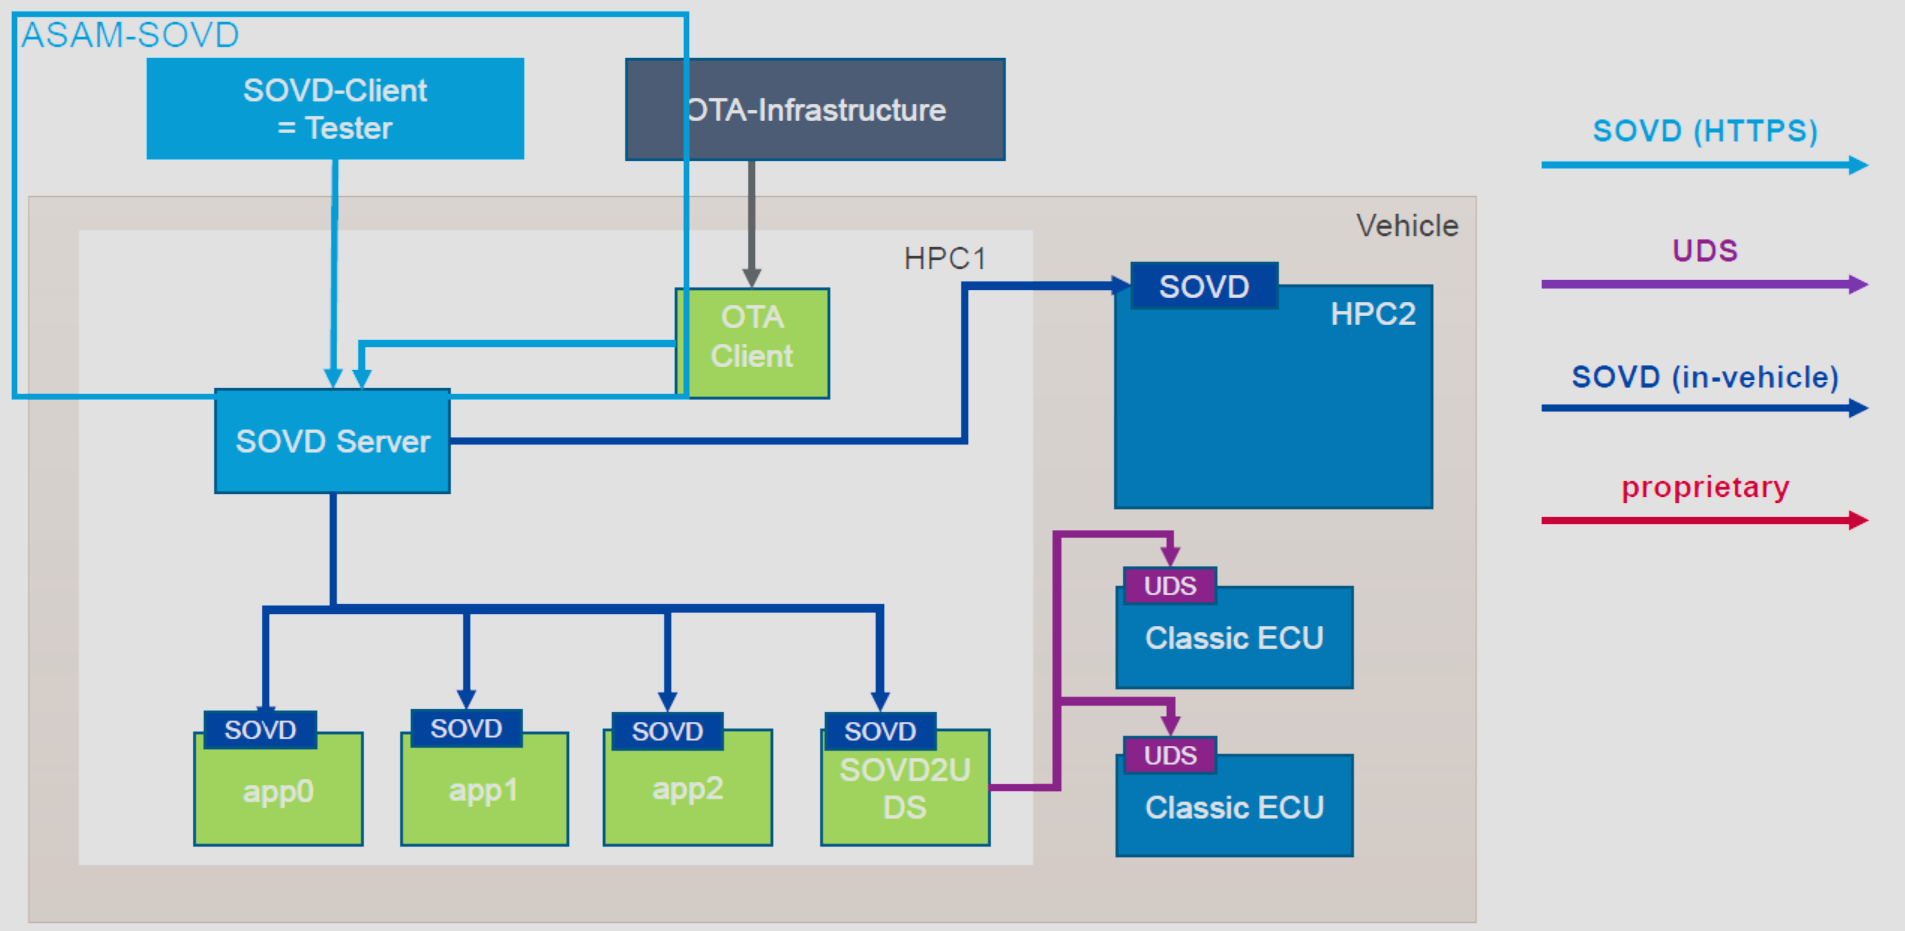 ASAM-SOVD
SOVD-Client
= Tester
OTA-Infrastructure
SOVD (HTTPS)
UDS
SOVD (in-vehicle)
proprietary
Vehicle
HPC1
OTA
Client
SOVD
HPC2
SOVD Server
UDS
Classic ECU
UDS
Classic ECU
SOVD
app0
SOVD
app1
SOVD
app2
SOVD
SOVD2U
DS